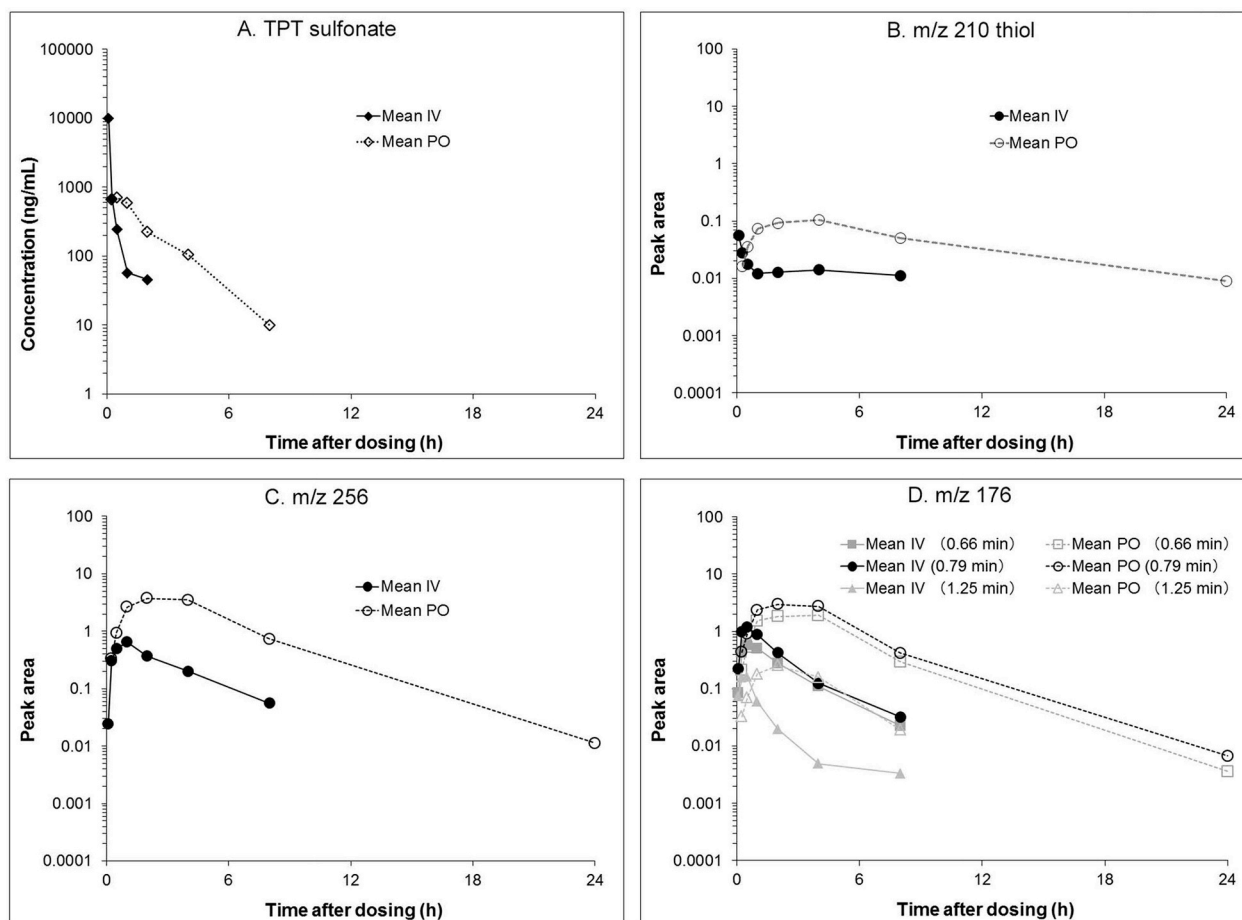 A. TPT sulfonate
100000
10000
1000
100
10
1
Concentration (ng/mL)
Mean IV
Mean PO
0
6
12
18
24
Time after dosing (h)
B. m/z 210 thiol
100
10
1
0.1
0.01
0.001
0.0001
Peak area
Mean IV
Mean PO
0
6
12
18
24
Time after dosing (h)
C. m/z 256
100
10
1
0.1
0.01
0.001
0.0001
Peak area
Mean IV
Mean PO
0
6
12
18
24
Time after dosing (h)
D. m/z 176
100
10
1
0.1
0.01
0.001
0.0001
Peak area
Mean IV （0.66 min）
Mean PO （0.66 min）
Mean IV (0.79 min)
Mean PO (0.79 min)
Mean IV （1.25 min）
Mean PO （1.25 min）
0
6
12
18
24
Time after dosing (h)